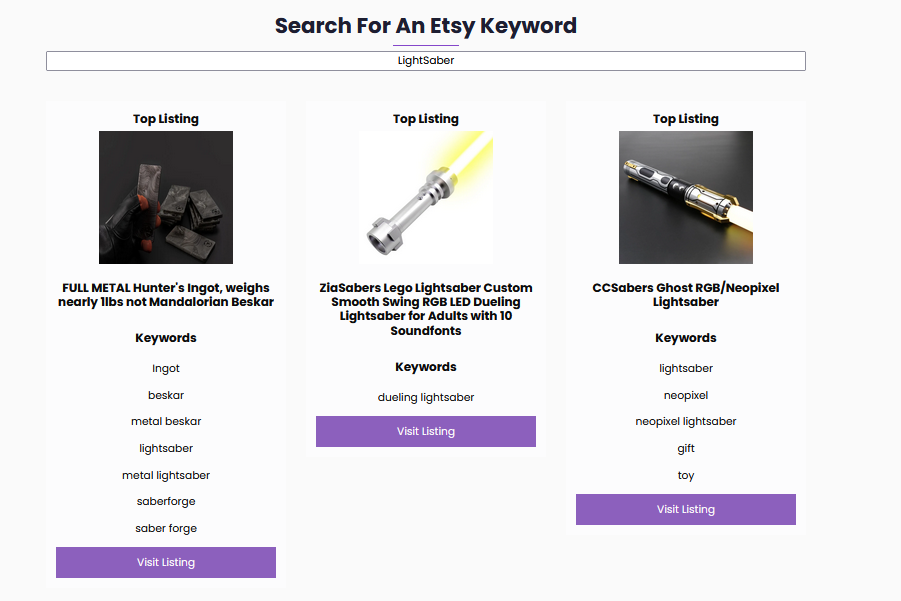 Search For An Etsy Keyword
LightSaber
Top Listing
FULL METAL Hunter's Ingot, weighs
nearly 1lbs not Mandalorian Beskar
Keywords
Ingot
beskar
metal beskar
lightsaber
metal lightsaber
saberforge
saber forge
Visit Listing
Top Listing
ZiaSabers Lego Lightsaber Custom
Smooth Swing RGB LED Dueling
Lightsaber for Adults with 10
Soundfonts
Keywords
dueling lightsaber
Visit Listing
Top Listing
CCSabers Ghost RGB/Neopixel
Lightsaber
Keywords
lightsaber
neopixel
neopixel lightsaber
gift
toy
Visit Listing